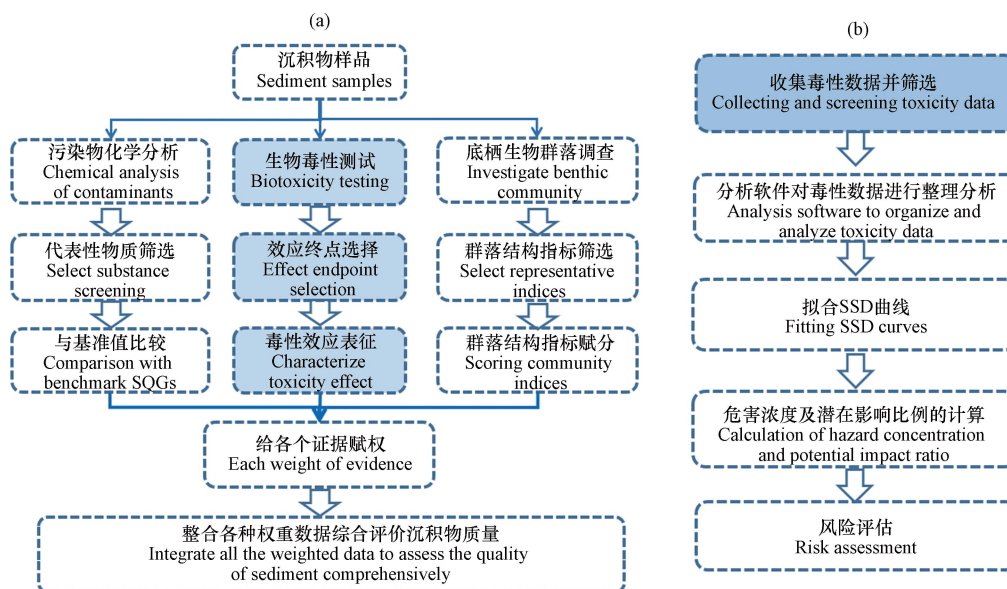 (a)
沉积物样品
Sediment samples
污染物化学分析
Chemical analysis
of contaminants
生物毒性测试
Biotoxicity testing
底栖生物群落调查
Investigate benthic
community
代表性物质筛选
Select substance
screening
效应终点选择
Effect endpoint
selection
群落结构指标筛选
Select representative
indices
与基准值比较
Comparison with
benchmark SQGs
毒性效应表征
Characterize
toxicity effect
群落结构指标赋分
Scoring community
indices
给各个证据赋权
Each weight of evidence
整合各种权重数据综合评价沉积物质量
Integrate all the weighted data to assess the quality
of sediment comprehensively
(b)
收集毒性数据并筛选
Collecting and screening toxicity data
分析软件对毒性数据进行整理分析
Analysis software to organize and
analyze toxicity data
拟合SSD曲线
Fitting SSD curves
危害浓度及潜在影响比例的计算
Calculation of hazard concentration
and potential impact ratio
风险评估
Risk assessment